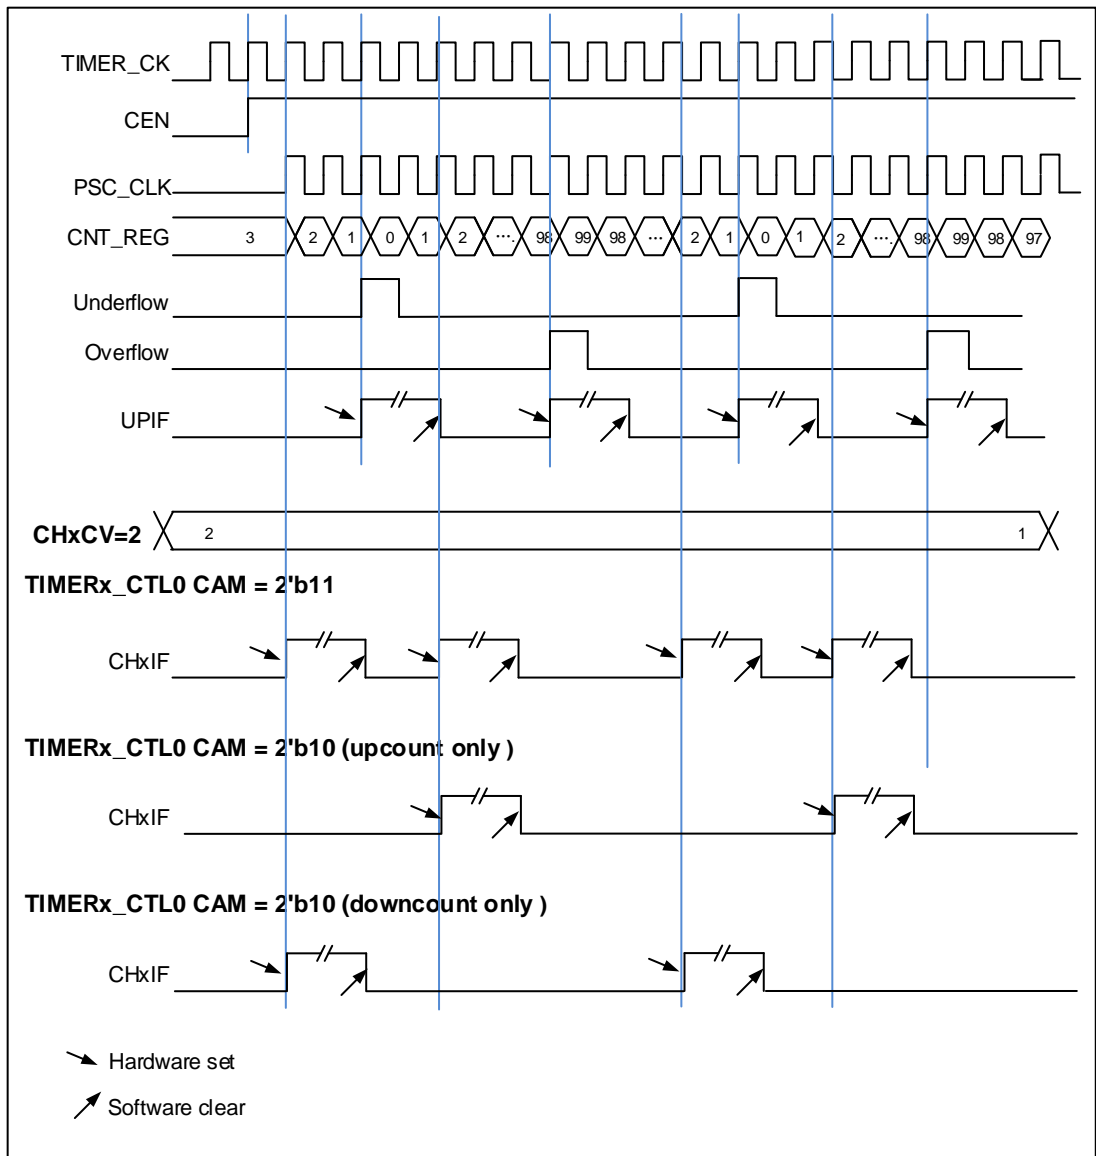 TIMER_CK
CEN
PSC_CLK
CNT_REG 3 2 1 0 1 2 .... 98 99 98 ... 2 1 0 1 2 .... 98 99 98 97
Underflow
Overflow
UPIF
CHxCV=2 2 1
TIMERx_CTL0 CAM = 2'b11
CHxIF
TIMERx_CTL0 CAM = 2'b10 (upcount only )
CHxIF
TIMERx_CTL0 CAM = 2'b10 (downcount only )
CHxIF
Hardware set
Software clear